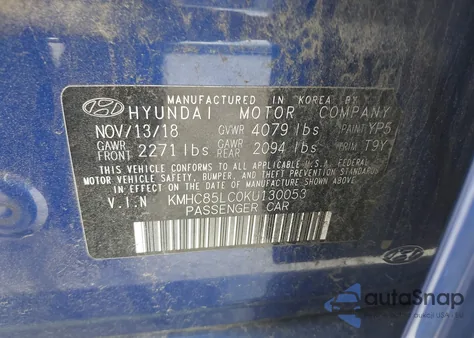 MANUFACTURED IN KOREA BY
HYUNDAI MOTOR COMPANY
NOV/13/18 GVWR 4079 lbs PAINT YP5
GAWR FRONT 2271 lbs GAWR REAR 2094 lbs TRIM T9Y
THIS VEHICLE CONFORMS TO ALL APPLICABLE U.S.A. FEDERAL
MOTOR VEHICLE SAFETY, BUMPER, AND THEFT
STANDARDS IN EFFECT ON THE DATE OF MANUFACTURE SHOWN ABOVE.
V.I.N KMHC85LC0KU130053
PASSENGER CAR
autoSnap